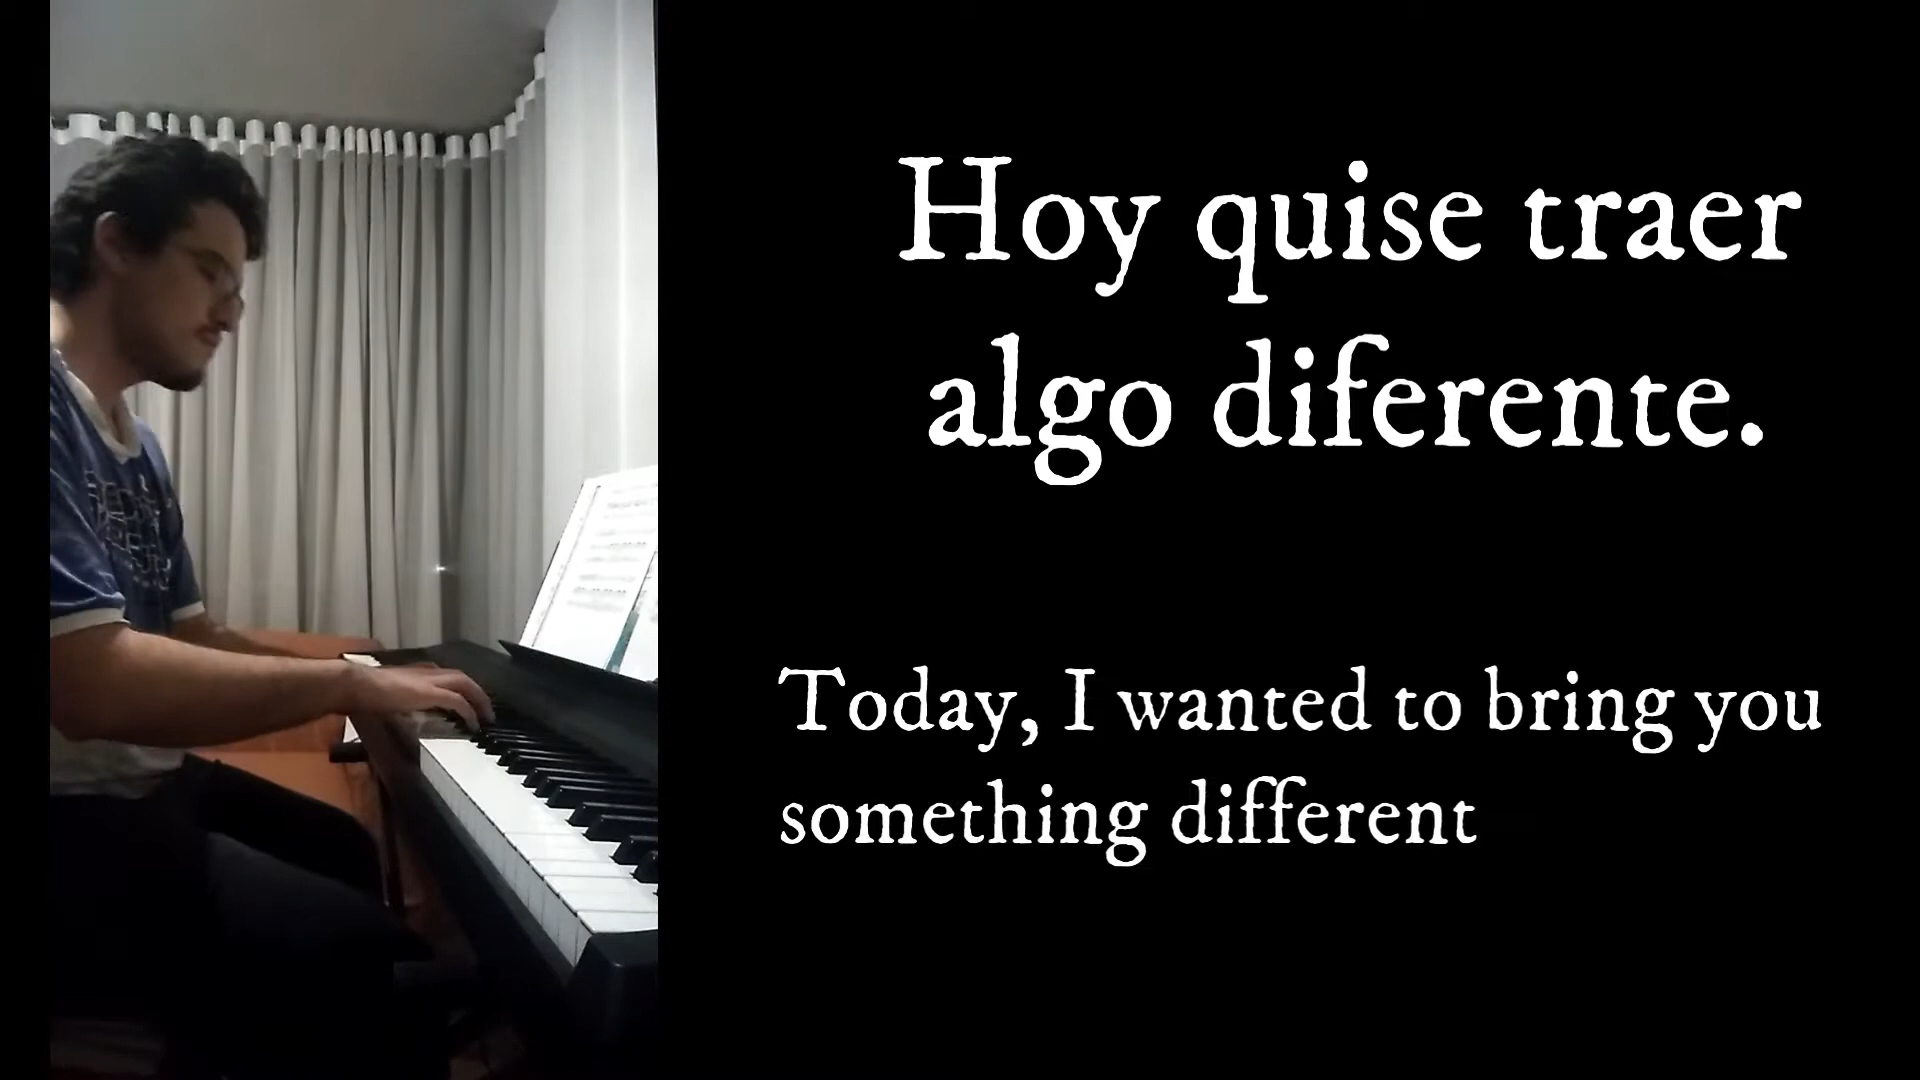 Hoy quise traer
algo diferente.
Today, I wanted to bring you
something different